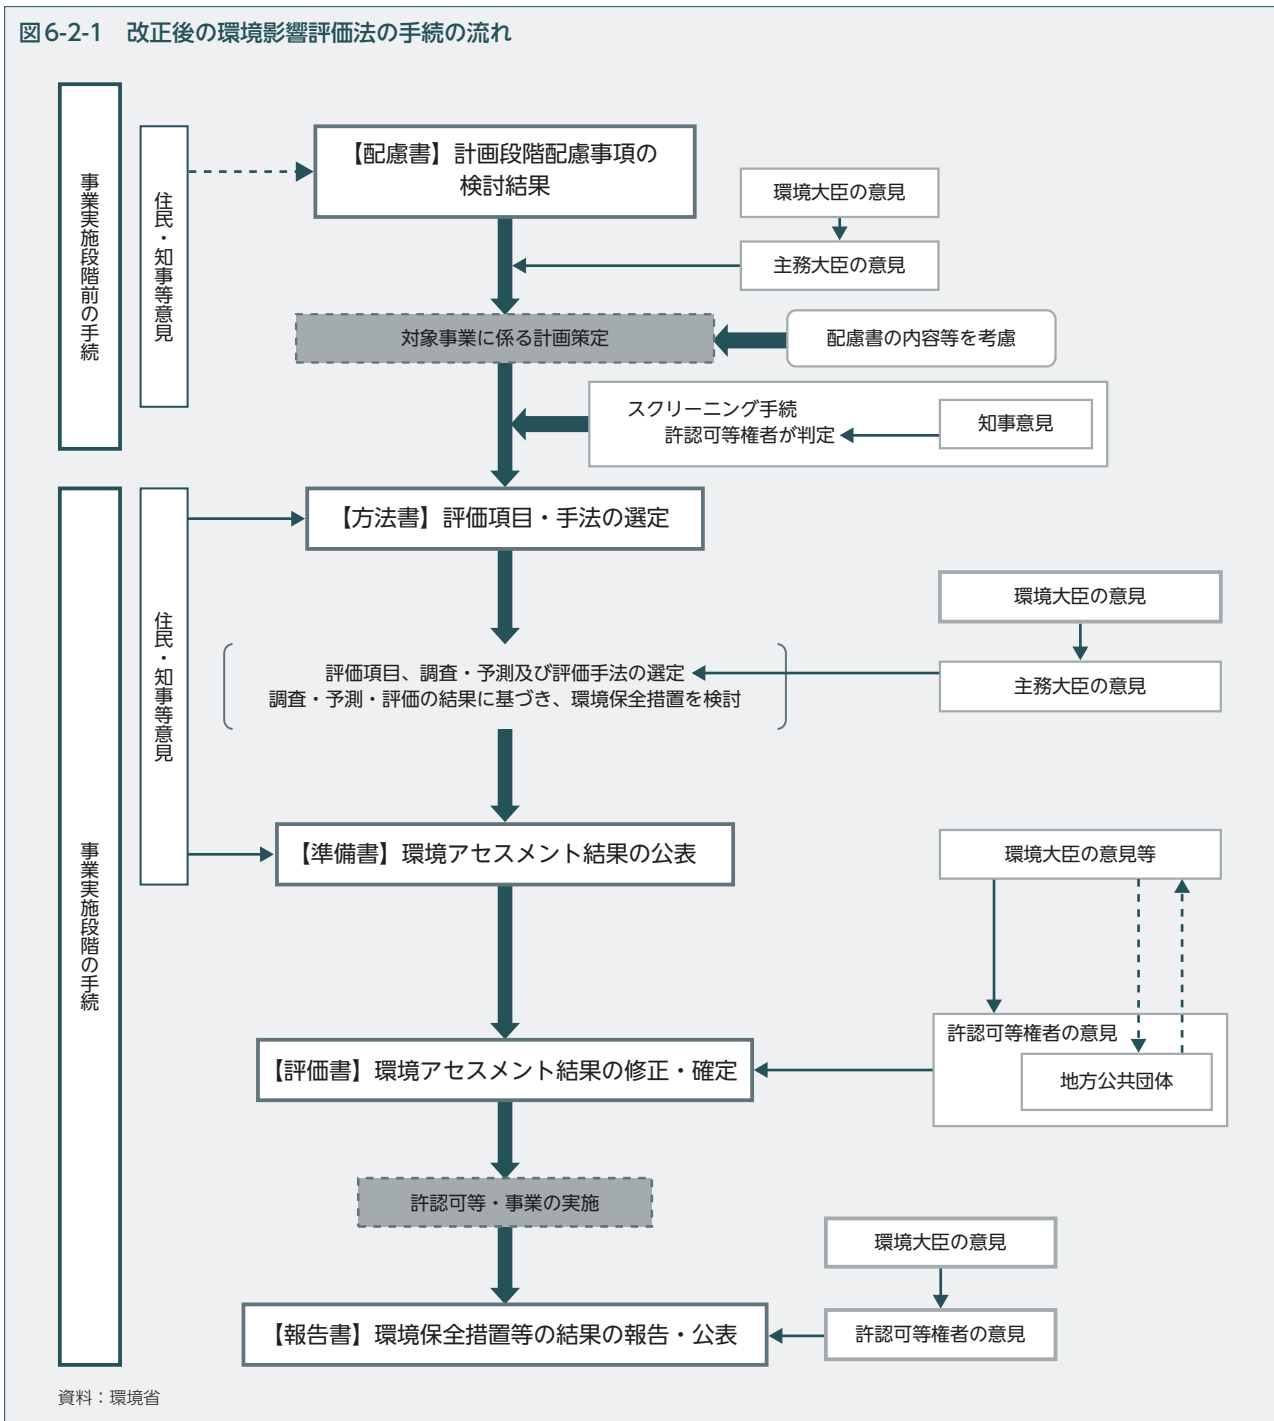 図6-2-1 改正後の環境影響評価法の手続の流れ
事業実施段階前の手続
住民・知事等意見
【配慮書】計画段階配慮事項の
検討結果
環境大臣の意見
主務大臣の意見
対象事業に係る計画策定
配慮書の内容等を考慮
スクリーニング手続
許認可等権者が判定
知事意見
事業実施段階の手続
住民・知事等意見
【方法書】評価項目・手法の選定
環境大臣の意見
評価項目、調査・予測及び評価手法の選定
調査・予測・評価の結果に基づき、環境保全措置を検討
主務大臣の意見
【準備書】環境アセスメント結果の公表
環境大臣の意見等
許認可等権者の意見
地方公共団体
【評価書】環境アセスメント結果の修正・確定
許認可等・事業の実施
環境大臣の意見
許認可等権者の意見
【報告書】環境保全措置等の結果の報告・公表
資料：環境省